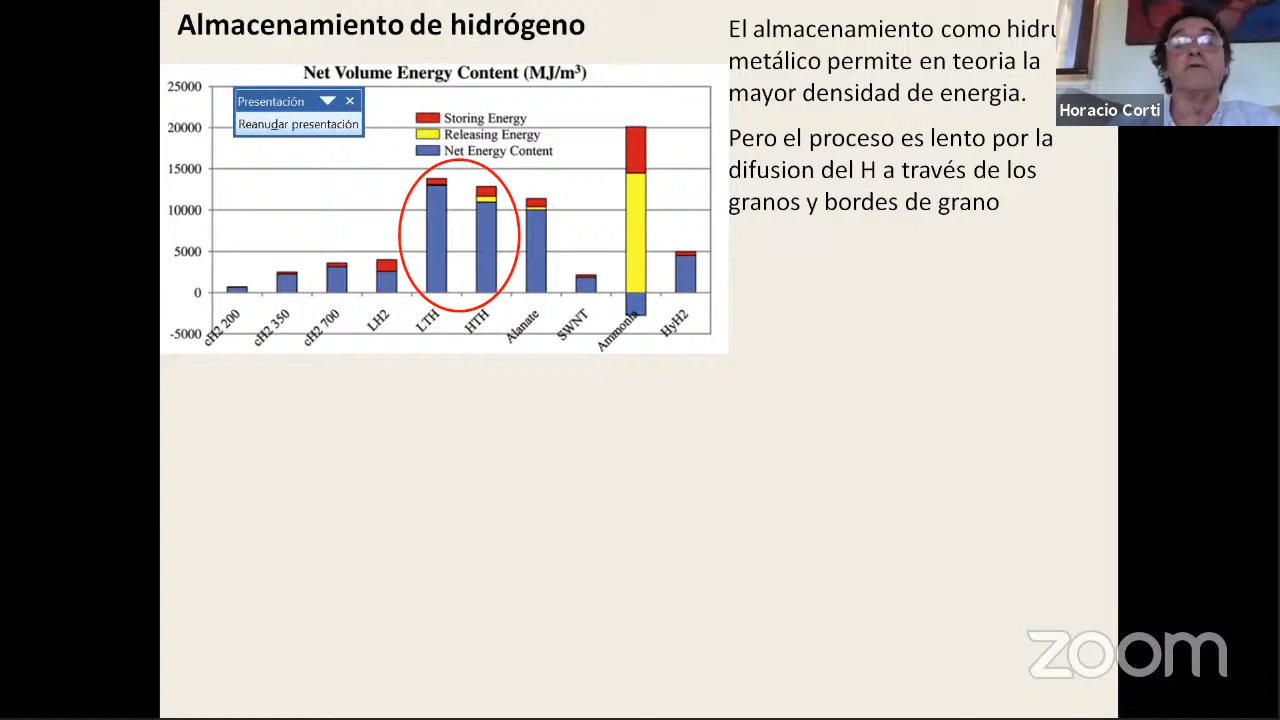 Almacenamiento de hidrógeno
El almacenamiento como hidru
metálico permite en teoria la
mayor densidad de energia.
Pero el proceso es lento por la
difusion del H a través de los
granos y bordes de grano
Horacio Corti
Net Volume Energy Content (MJ/m³)
25000
20000
15000
10000
5000
0
-5000
Presentación
Reanudar presentación
Storing Energy
Releasing Energy
Net Energy Content
cH2 200
cH2 350
cH2 700
LH2
LTH
HTH
Alanate
SWNT
Ammonia
HyH2
zoom